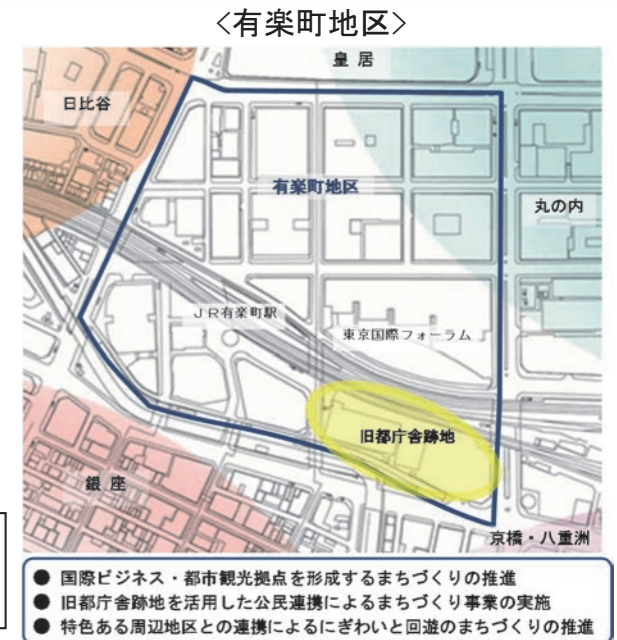 <有楽町地区>
皇居
日比谷
有楽町地区
丸の内
JR有楽町駅
東京国際フォーラム
旧都庁舎跡地
銀座
京橋・八重洲
● 国際ビジネス・都市観光拠点を形成するまちづくりの推進
● 旧都庁舎跡地を活用した公民連携によるまちづくり事業の実施
● 特色ある周辺地区との連携によるにぎわいと回遊のまちづくりの推進